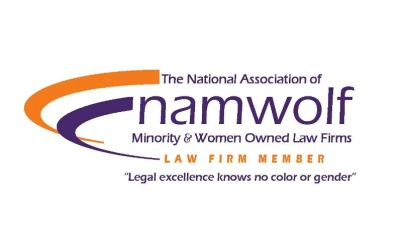 The National Association of
namwolf
Minority & Women Owned Law Firms
LAW FIRM MEMBER
"Legal excellence knows no color or gender"